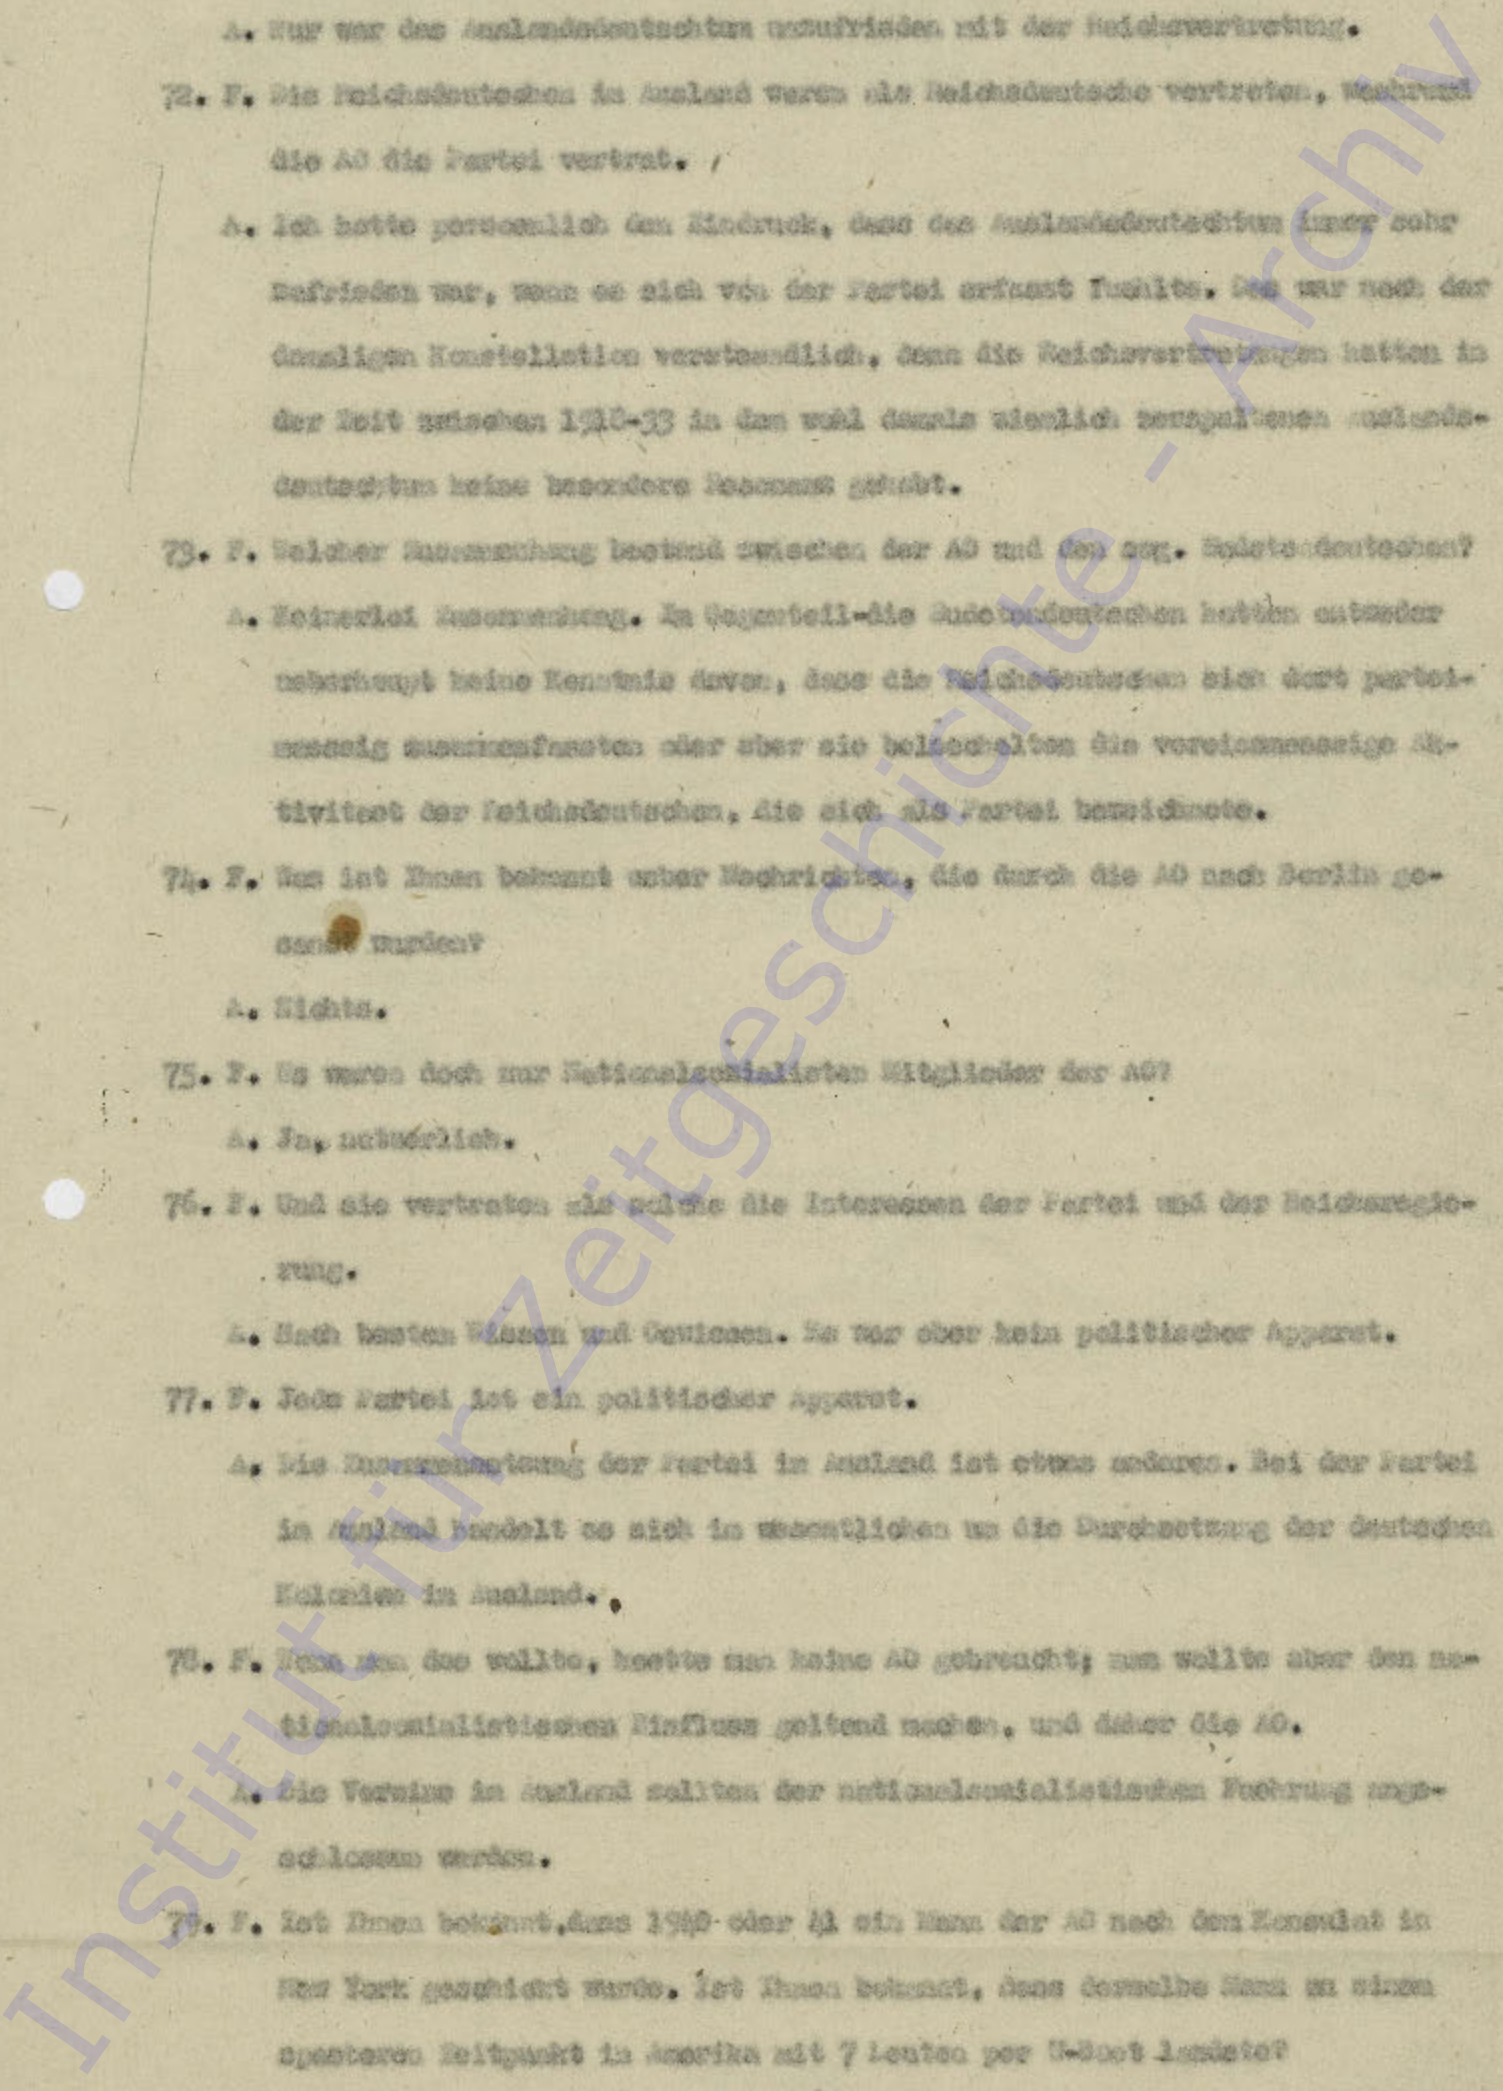 A. Nur war das Auslandsdeutschtum unzufrieden mit der Reichsvertretung.
72. F. Die Reichsdeutschen im Ausland waren als Reichsdeutsche vertreten, waehrend
die AO die Partei vertrat.
A. Ich hatte persoenlich den Eindruck, dass das Auslandsdeutschtum immer sehr
zufrieden war, wenn es sich von der Partei erfasst fuehlte. Das war nach der
damaligen Konstellation verstaendlich, denn die Reichsvertretungen hatten in
der Zeit zwischen 1918-33 in dem wohl damals ziemlich zerspaltenen Auslands-
deutschtum keine besondere Resonanz gehabt.
73. F. Welcher Zusammenhang bestand zwischen der AO und den sog. Sudetendeutschen?
A. Keinerlei Zusammenhang. Im Gegenteil-die Sudetendeutschen hatten entweder
ueberhaupt keine Kenntnis davon, dass die Reichsdeutschen sich dort partei-
maessig zusammenfassten oder aber sie belaechelten die vereinsmaessige Ak-
tivitaet der Reichsdeutschen, die sich als Partei bezeichnete.
74. F. Was ist Ihnen bekannt ueber Nachrichten, die durch die AO nach Berlin ge-
sandt wurden?
A. Nichts.
75. F. Es waren doch nur Nationalsozialisten Mitglieder der AO?
A. Ja, natuerlich.
76. F. Und sie vertraten als solche die Interessen der Partei und der Reichsregie-
rung.
A. Nach bestem Wissen und Gewissen. Es war aber kein politischer Apparat.
77. F. Jede Partei ist ein politischer Apparat.
A. Die Zusammensetzung der Partei im Ausland ist etwas anderes. Bei der Partei
im Ausland handelt es sich im wesentlichen um die Durchsetzung der deutschen
Kolonien im Ausland.
78. F. Wenn man das wollte, haette man keine AO gebraucht; man wollte aber den na-
tionalsozialistischen Einfluss geltend machen, und daher die AO.
A. Die Vereine im Ausland sollten der nationalsozialistischen Fuehrung ange-
schlossen werden.
79. F. Ist Ihnen bekannt,dass 1940 oder 41 ein Mann der AO nach dem Konsulat in
New York geschickt wurde. Ist Ihnen bekannt, dass derselbe Mann zu einem
spaeteren Zeitpunkt in Amerika mit 7 Leuten per U-Boot landete?
Institut für Zeitgeschichte - Archiv